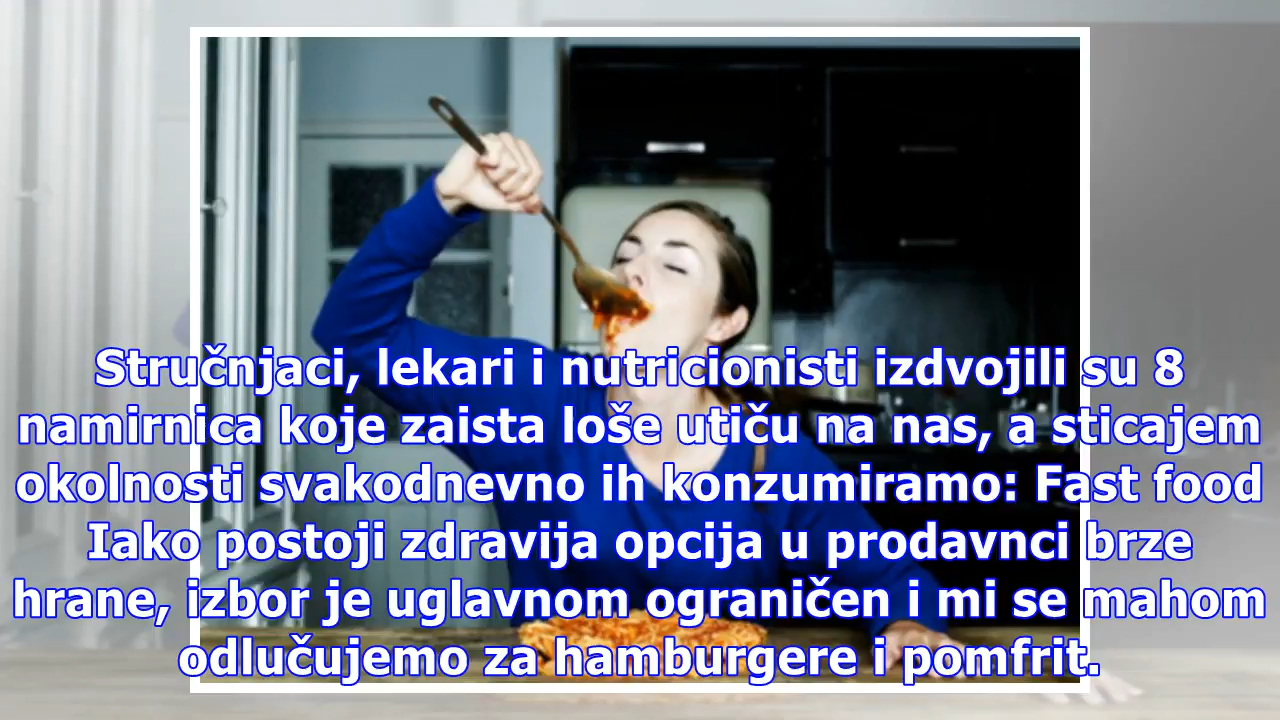 Stručnjaci, lekari i nutricionisti izdvojili su 8
namirnica koje zaista loše utiču na nas, a sticajem
okolnosti svakodnevno ih konzumiramo: Fast food
Iako postoji zdravija opcija u prodavnci brze
hrane, izbor je uglavnom ograničen i mi se mahom
odlučujemo za hamburgere i pomfrit.